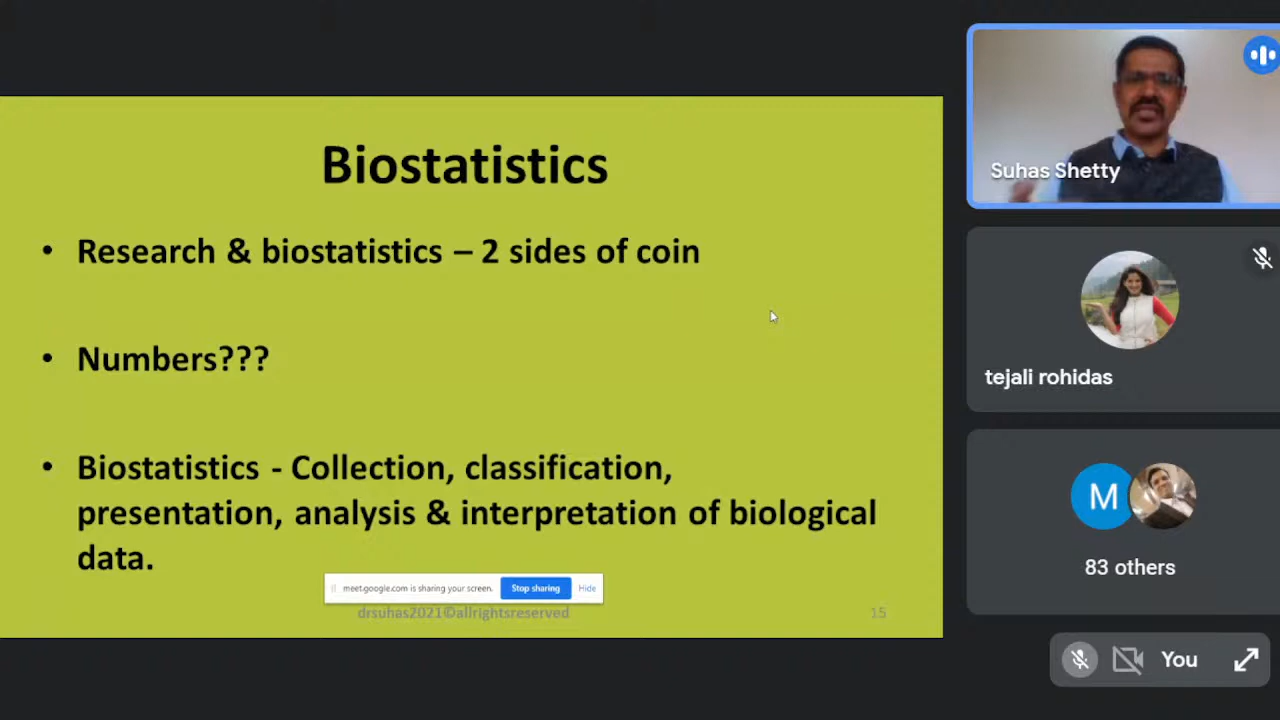 Biostatistics
• Research & biostatistics – 2 sides of coin
• Numbers???
• Biostatistics - Collection, classification,
presentation, analysis & interpretation of biological
data.
meet.google.com is sharing your screen.
Stop sharing
Hide
drsuhas2021©allrightsreserved
15
Suhas Shetty
tejali rohidas
M
83 others
You